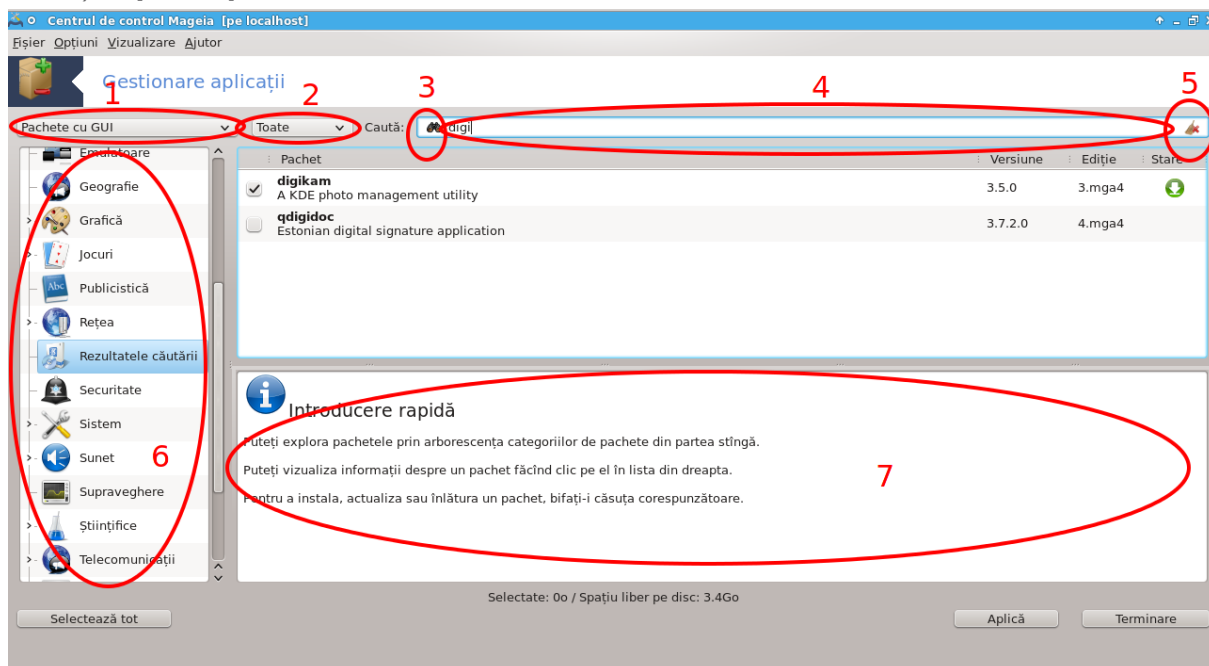 Centrul de control Mageia [pe localhost]
Fișier Opțiuni Vizualizare Ajutor
Gestionare aplicații
1 2 3 4 5
Pachete cu GUI Toate Caută: digi
Emulatoare
Geografie
Grafică
Jocuri
Abc Publicistică
Rețea
Rezultatele căutării
Securitate
Sistem
Sunet
6
Supraveghere
Științifice
Telecomunicații
Pachet Versiune Ediție Stare
digikam
A KDE photo management utility
3.5.0 3.mga4
qdigidoc
Estonian digital signature application
3.7.2.0 4.mga4
Introducere rapidă
Puteți explora pachetele prin arborescența categoriilor de pachete din partea stîngă.
Puteți vizualiza informații despre un pachet făcînd clic pe el în lista din dreapta.
7
Pentru a instala, actualiza sau înlătura un pachet, bifați-i căsuța corespunzătoare.
Selectate: 0o / Spațiu liber pe disc: 3.4Go
Selectează tot Aplică Terminare